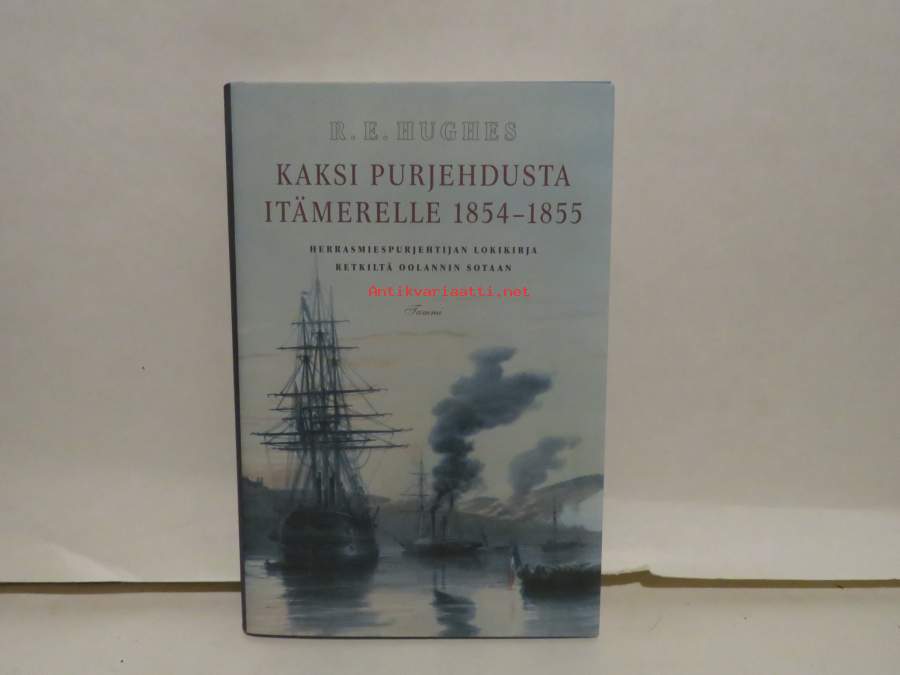 R. E. HUGHES
KAKSI PURJEHDUSTA
ITÄMERELLE 1854–1855
HERRASMIESPURJEHTIJAN LOKIKIRJA
RETKILTÄ OOLANNIN SOTAAN
Antikvariaatti.net
Tammi